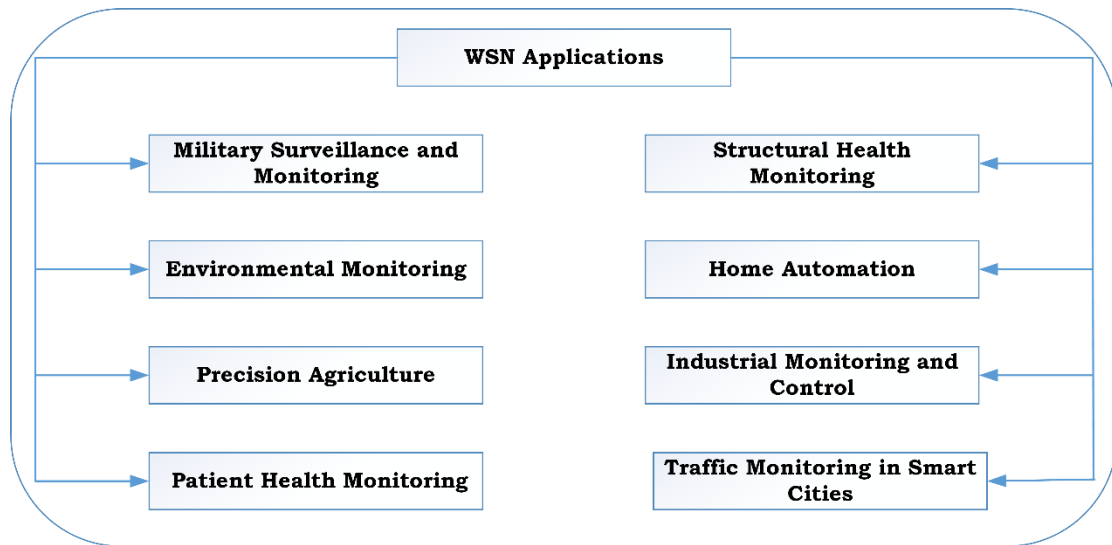 WSN Applications
Military Surveillance and
Monitoring
Structural Health
Monitoring
Environmental Monitoring
Home Automation
Precision Agriculture
Industrial Monitoring and
Control
Patient Health Monitoring
Traffic Monitoring in Smart
Cities